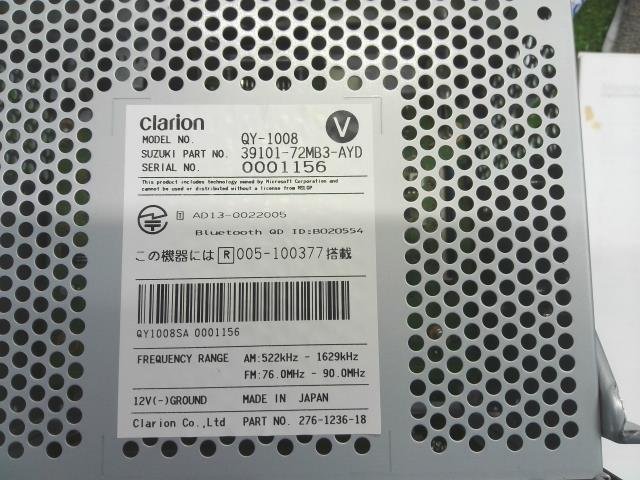 clarion
V
MODEL NO. QY-1008
SUZUKI PART NO. 39101-72MB3-AYD
SERIAL NO. 0001156
This product includes technology owned by Microsoft Corporation and
cannot be used or distributed without a license from MSLGP
T AD13-0022005
Bluetooth QD ID:B020554
この機器には R 005-100377 搭載
QY1008SA 0001156
FREQUENCY RANGE AM:522kHz - 1629kHz
FM:76.0MHz - 90.0MHz
12V(-)GROUND MADE IN JAPAN
Clarion Co.,Ltd PART NO. 276-1236-18